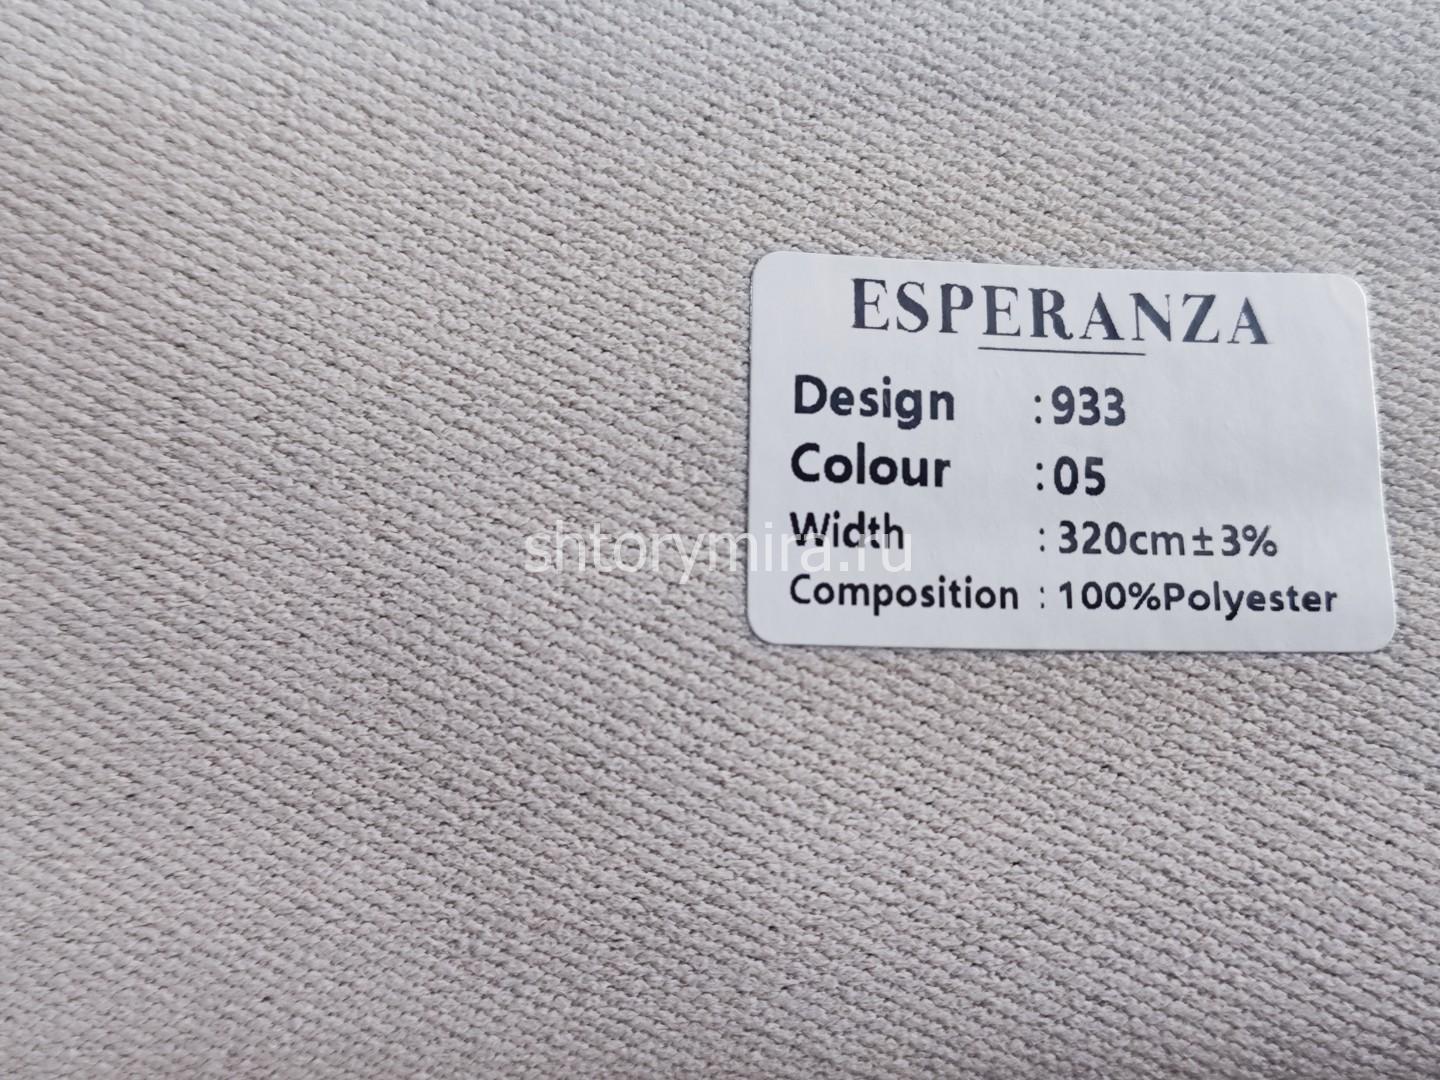 ESPERANZA
Design :933
Colour :05
Width : 320cm±3%
shtorymira.ru
Composition : 100%Polyester